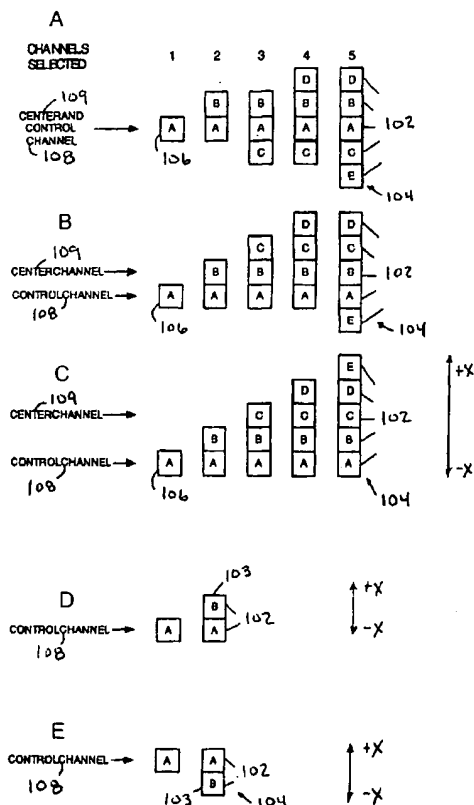 A
CHANNELS 1 2 3 4 5
SELECTED
D D
109 B B B B
CENTERAND
CONTROL A A A A A 102
CHANNEL
108 106 C C C
E 104
B
D D
109 C C C
CENTERCHANNEL B B B B 102
CONTROLCHANNEL A A A A A
108 106 E 104
C
E +X
D D
109
CENTERCHANNEL C C C 102
B B B B
CONTROLCHANNEL A A A A A -X
108 106 104
D
103 +X
B
CONTROLCHANNEL A A 102 -X
108
E
CONTROLCHANNEL A A 102 +X
108 103 B 104 -X